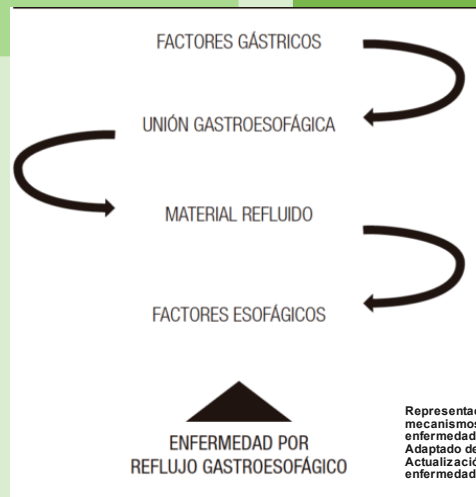 FACTORES GÁSTRICOS
UNIÓN GASTROESOFÁGICA
MATERIAL REFLUIDO
FACTORES ESOFÁGICOS
ENFERMEDAD POR
REFLUJO GASTROESOFÁGICO
mecanismos
enfermedad
Adaptado de
enfermedad